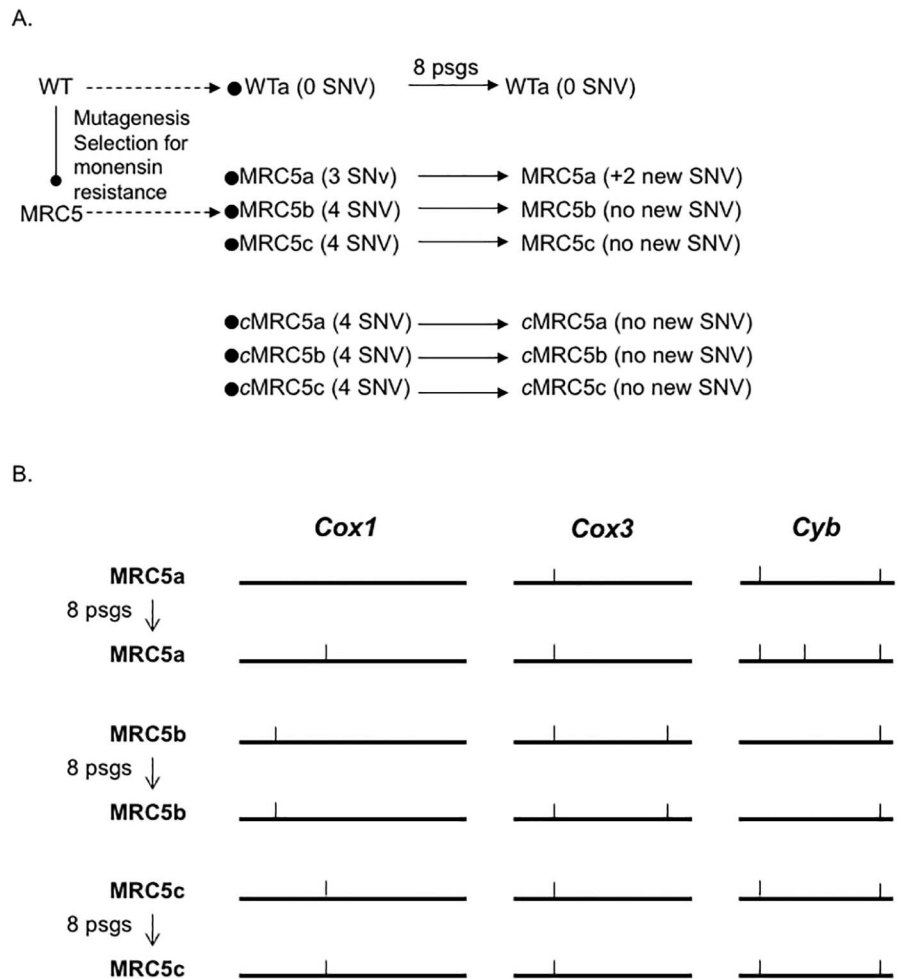 A.
8 psgs
WT WTa (0 SNV) WTa (0 SNV)
Mutagenesis
Selection for
monensin
resistance
MRC5
MRC5a (3 SNv) MRC5a (+2 new SNV)
MRC5b (4 SNV) MRC5b (no new SNV)
MRC5c (4 SNV) MRC5c (no new SNV)
cMRC5a (4 SNV) cMRC5a (no new SNV)
cMRC5b (4 SNV) cMRC5b (no new SNV)
cMRC5c (4 SNV) cMRC5c (no new SNV)
B.
Cox1 Cox3 Cyb
MRC5a
8 psgs
MRC5a
MRC5b
8 psgs
MRC5b
MRC5c
8 psgs
MRC5c